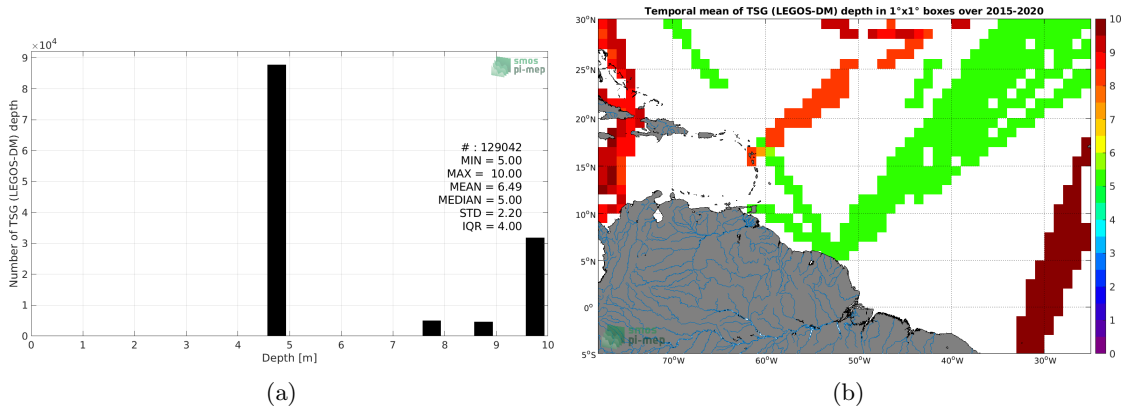 ×10⁴
9
8
7
6
5
4
3
2
1
0
Number of TSG (LEGOS-DM) depth
smos
pi-mep
# : 129042
MIN = 5.00
MAX = 10.00
MEAN = 6.49
MEDIAN = 5.00
STD = 2.20
IQR = 4.00
0 1 2 3 4 5 6 7 8 9 10
Depth [m]
(a)
Temporal mean of TSG (LEGOS-DM) depth in 1°x1° boxes over 2015-2020
30°N
25°N
20°N
15°N
10°N
5°N
0°
5°S
70°W 60°W 50°W 40°W 30°W
smos
pi-mep
10
9
8
7
6
5
4
3
2
1
0
(b)